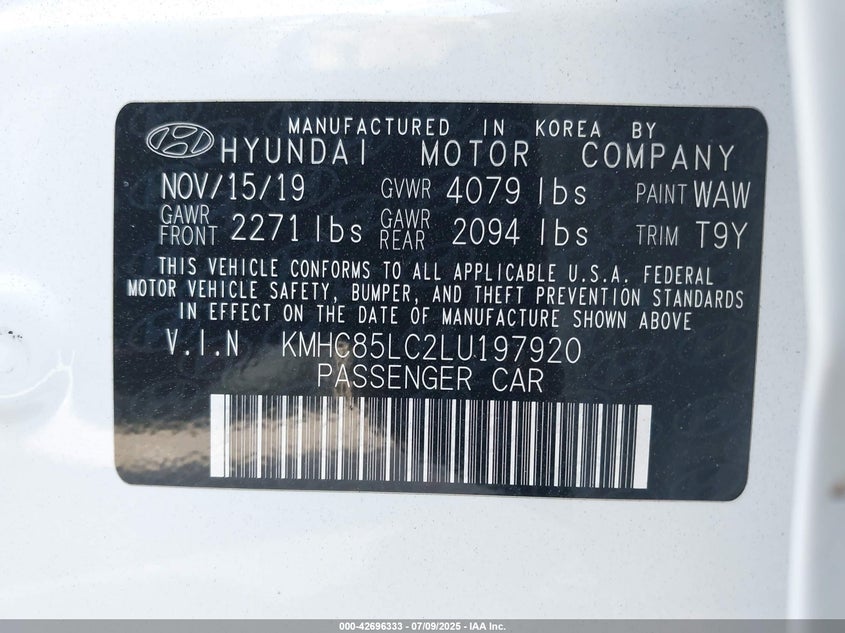 MANUFACTURED IN KOREA BY
HYUNDAI MOTOR COMPANY
NOV/15/19 GVWR 4079 lbs PAINT WAW
GAWR FRONT 2271 lbs GAWR REAR 2094 lbs TRIM T9Y
THIS VEHICLE CONFORMS TO ALL APPLICABLE U.S.A. FEDERAL
MOTOR VEHICLE SAFETY, BUMPER, AND THEFT PREVENTION STANDARDS
IN EFFECT ON THE DATE OF MANUFACTURE SHOWN ABOVE
V.I.N KMHC85LC2LU197920
PASSENGER CAR
000-42696333 / 07/09/2025 - IAA Inc.